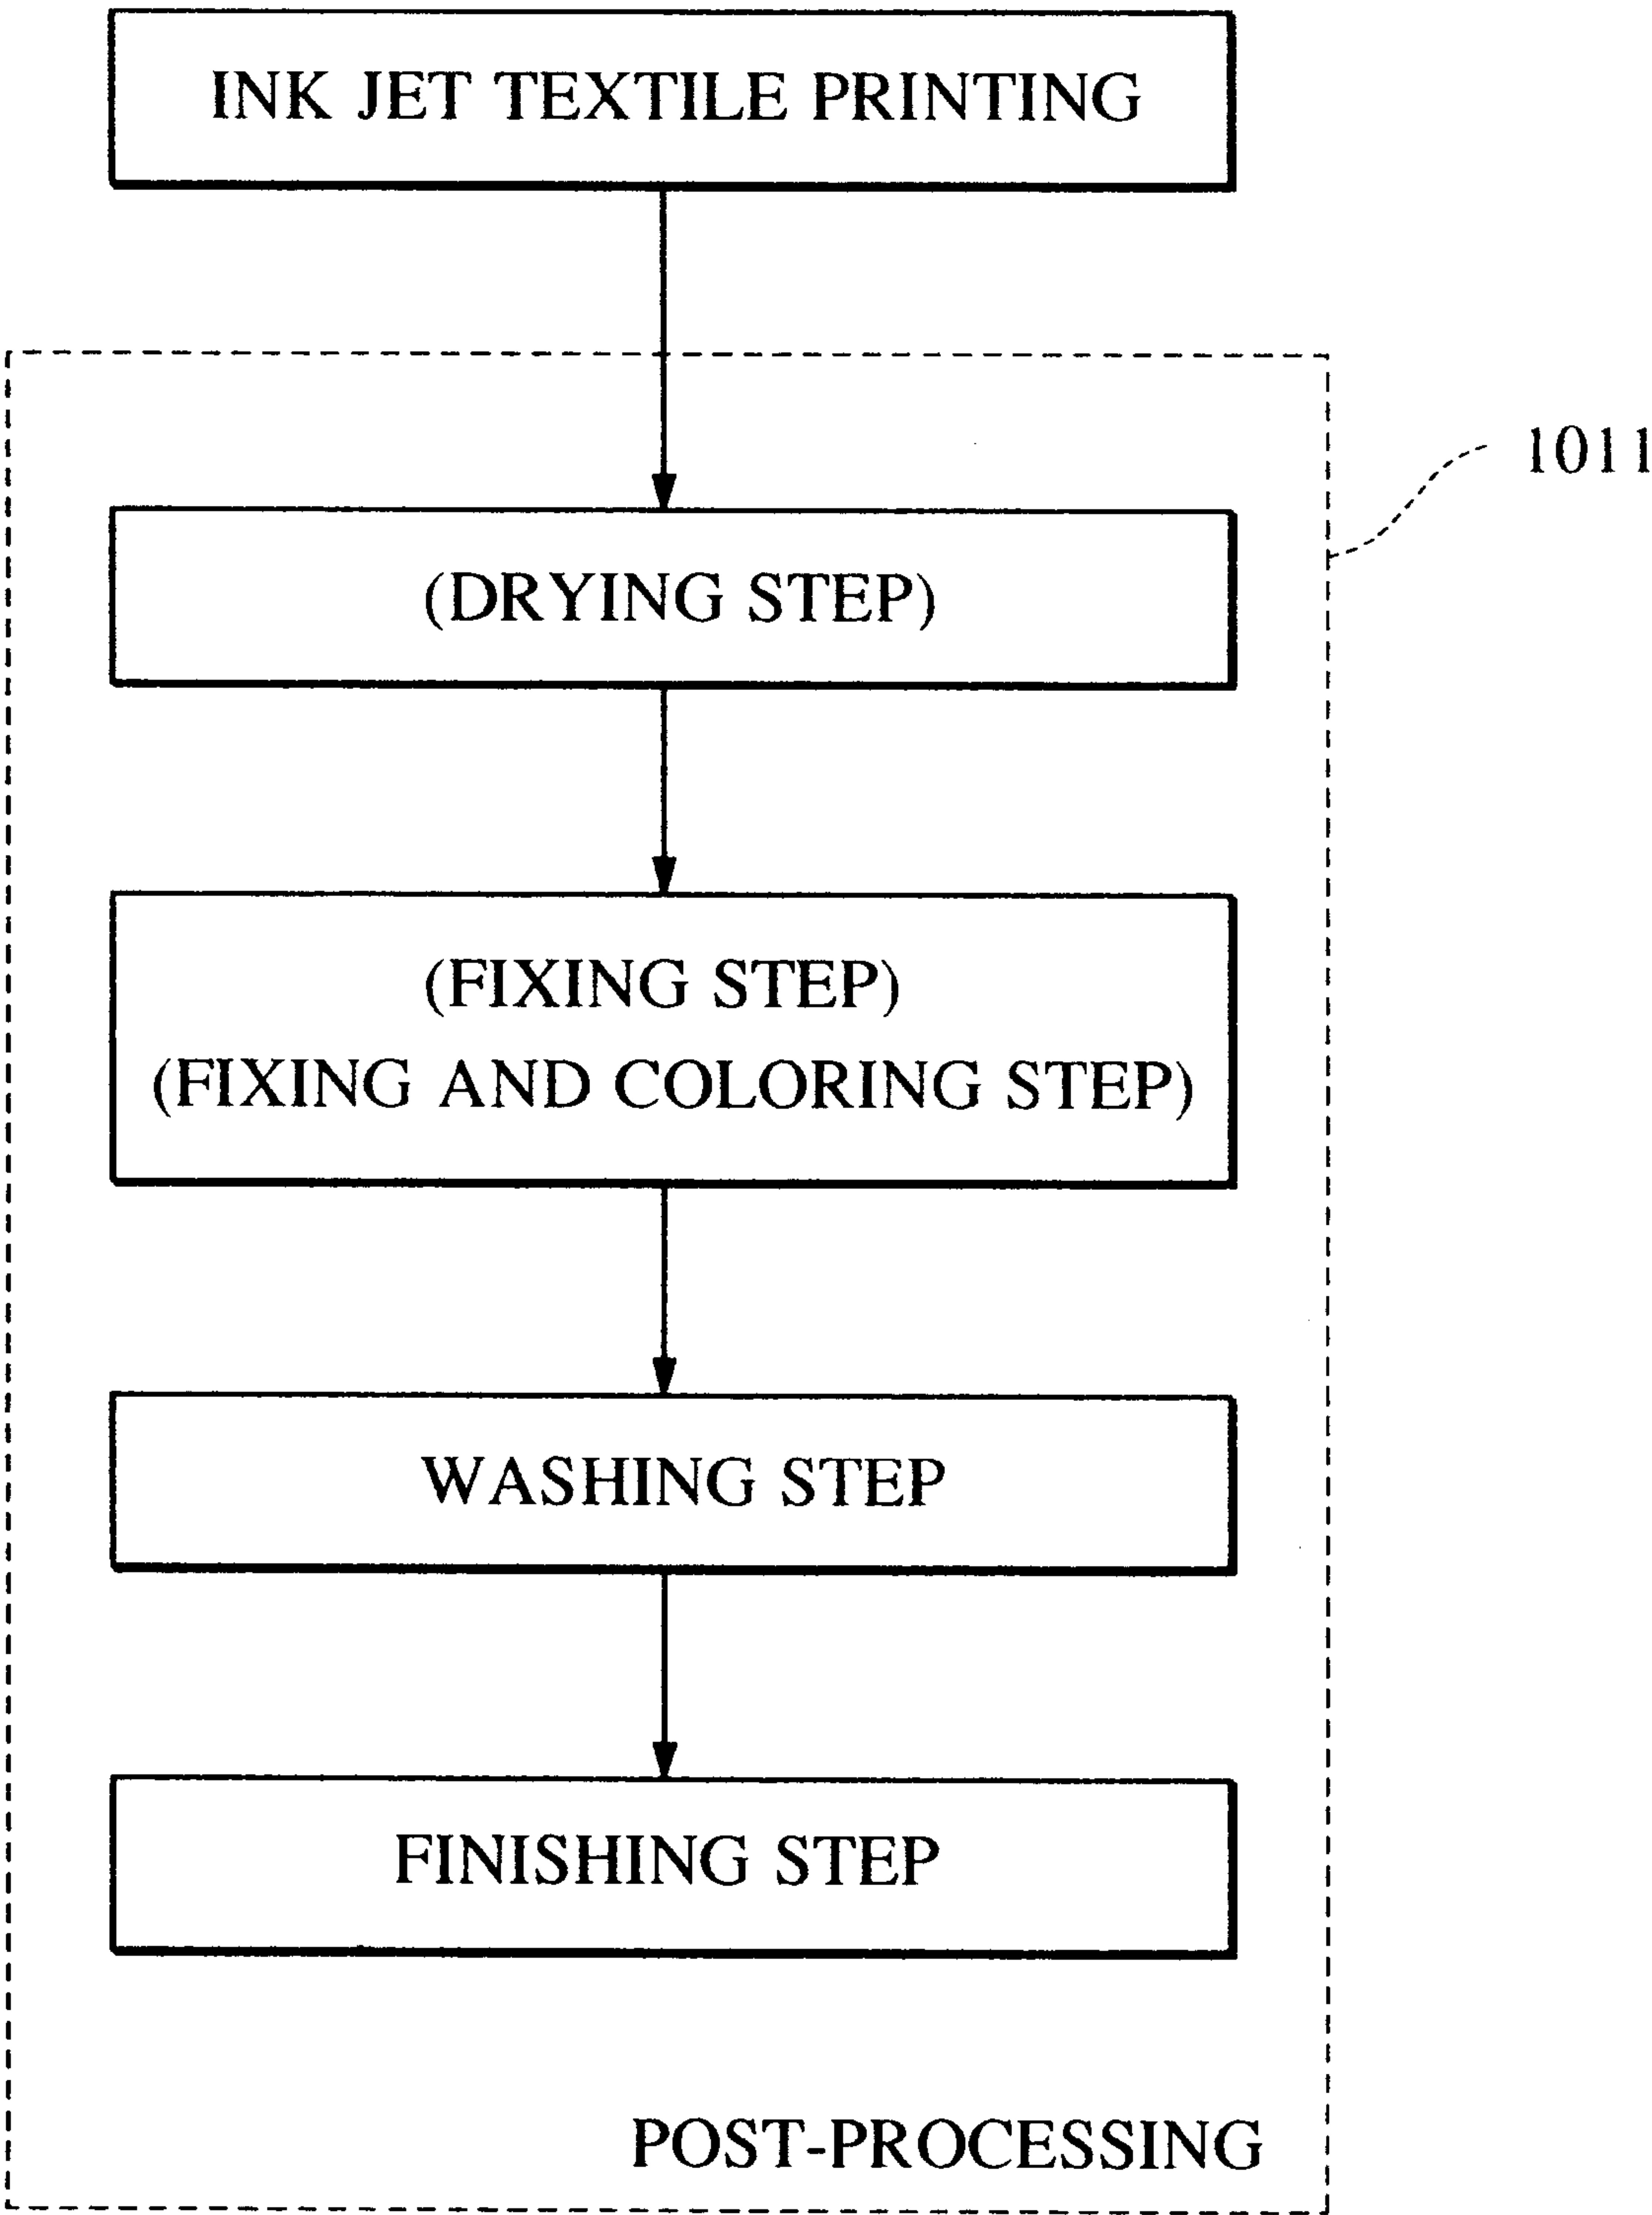 INK JET TEXTILE PRINTING
1011
(DRYING STEP)
(FIXING STEP)
(FIXING AND COLORING STEP)
WASHING STEP
FINISHING STEP
POST-PROCESSING